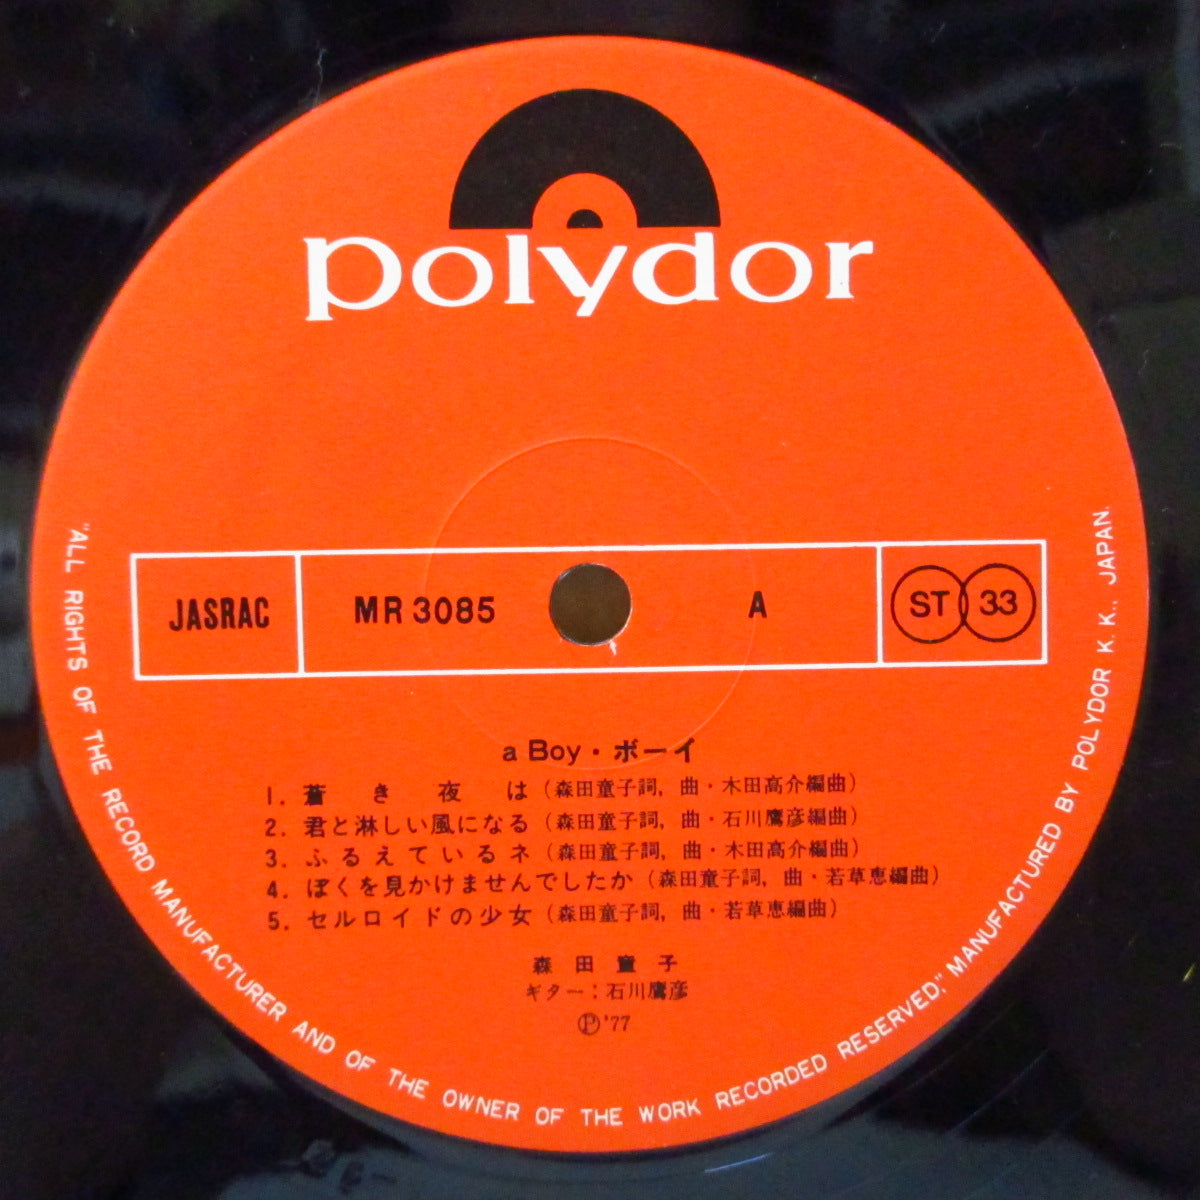 polydor
JASRAC MR 3085 A ST 33
a Boy・ボーイ
1. 蒼き夜は (森田童子詞, 曲・木田高介編曲)
2. 君と淋しい風になる (森田童子詞, 曲・石川鷹彦編曲)
3. ふるえているネ (森田童子詞, 曲・木田高介編曲)
4. ぼくを見かけませんでしたか (森田童子詞, 曲・若草恵編曲)
5. セルロイドの少女 (森田童子詞, 曲・若草恵編曲)
森田童子
ギター：石川鷹彦
Ⓟ'77
"ALL RIGHTS OF THE RECORD MANUFACTURER AND OF THE OWNER OF THE WORK RECORDED RESERVED," MANUFACTURED BY POLYDOR K. K., JAPAN.